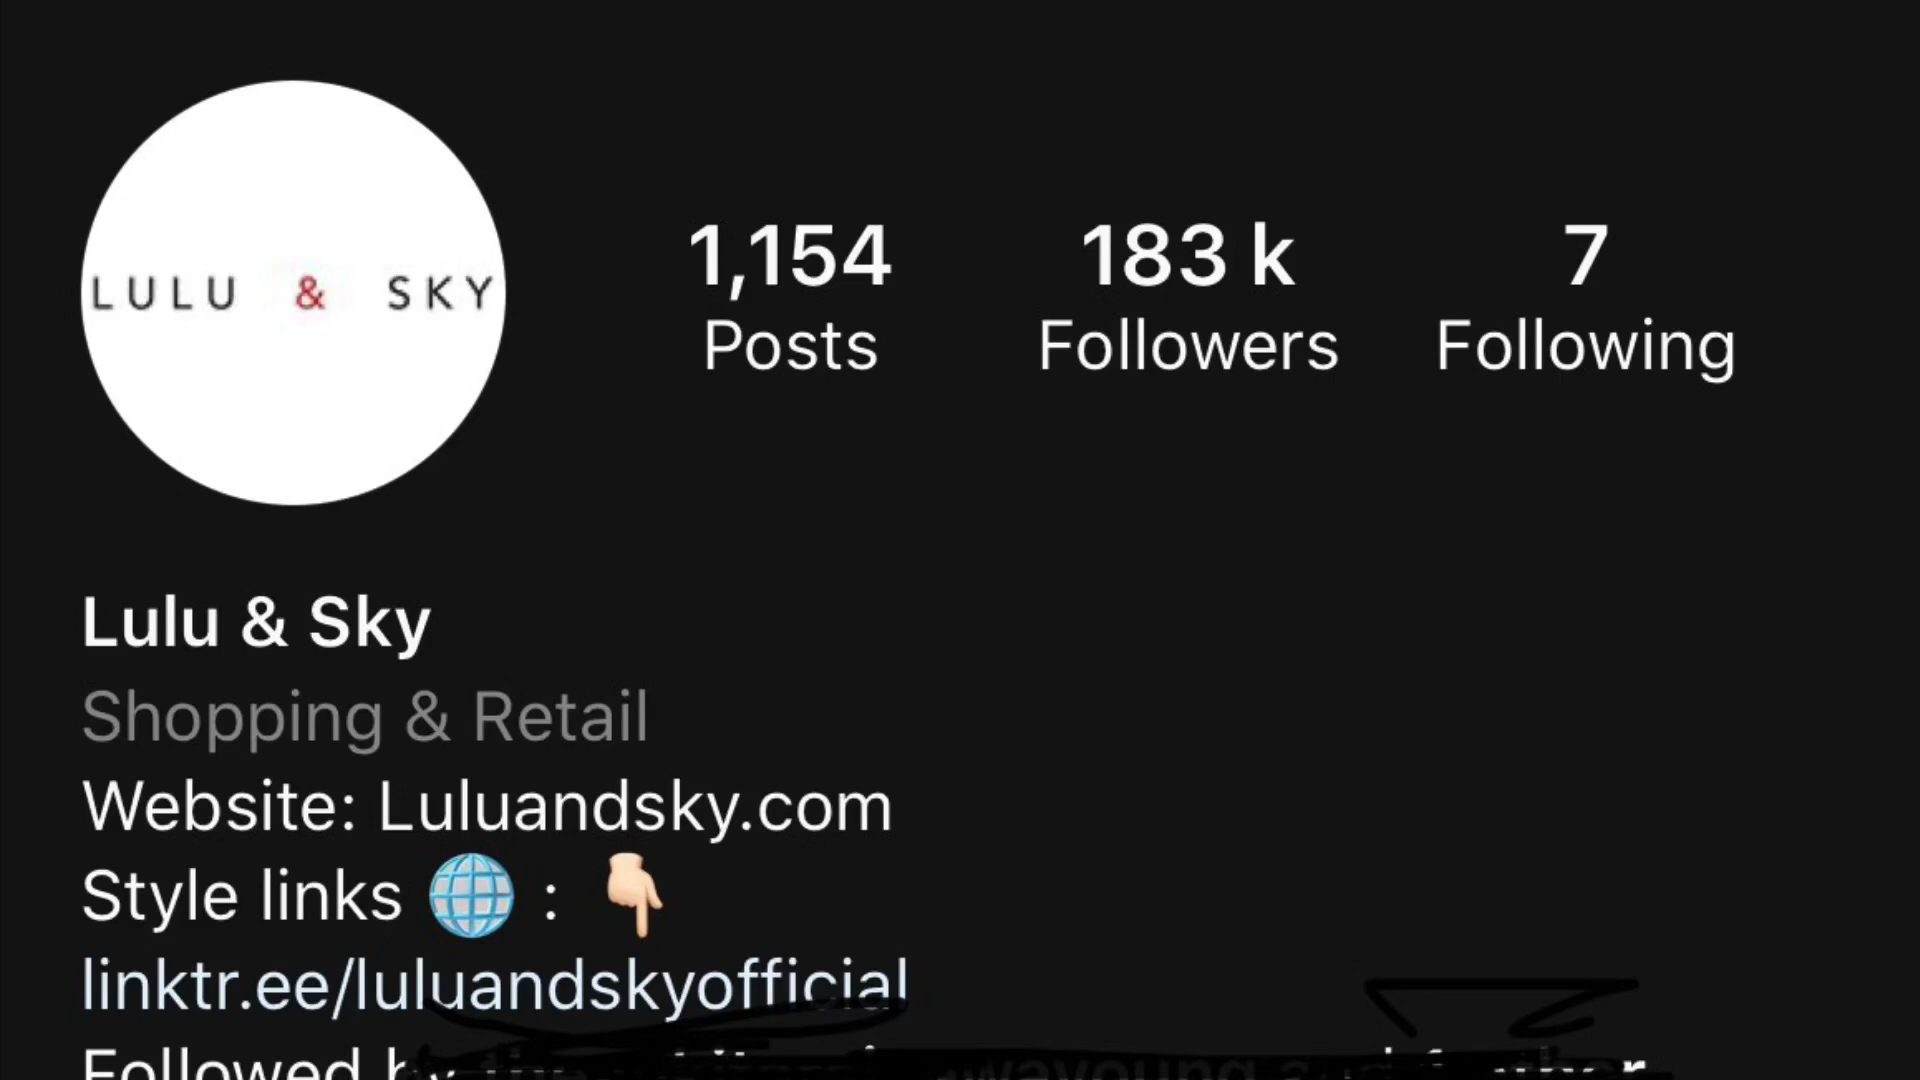 LULU & SKY
1,154 183 k 7
Posts Followers Following
Lulu & Sky
Shopping & Retail
Website: Luluandsky.com
Style links 🌐 : 👇🏻
linktr.ee/luluandskyofficial
Followed by